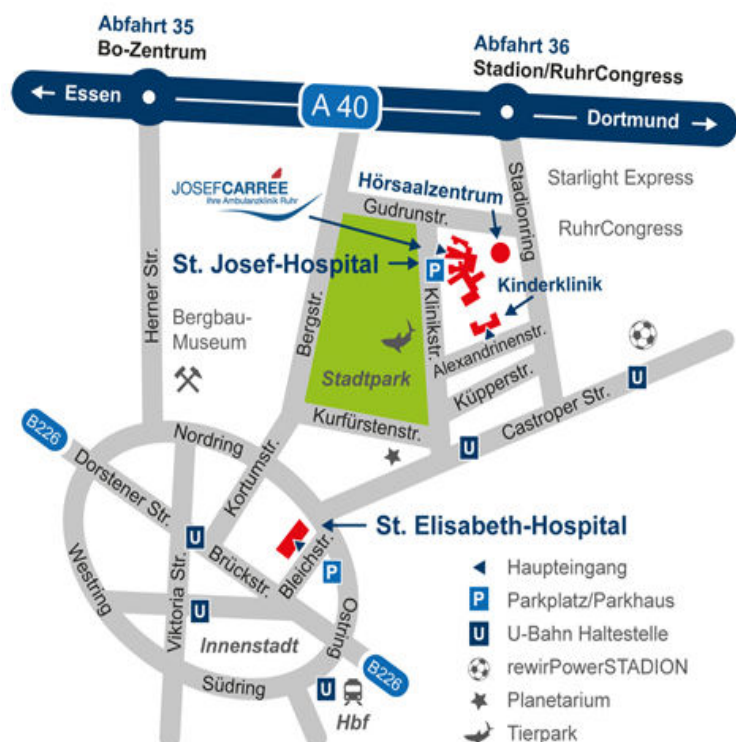 Abfahrt 35
Bo-Zentrum
Abfahrt 36
Stadion/RuhrCongress
Essen
A 40
Dortmund
JOSEFCARRÉE
Ihre Ambulanzklinik Ruhr
Hörsaalzentrum
Gudrunstr.
Stadionring
Starlight Express
RuhrCongress
St. Josef-Hospital
P
Kinderklinik
Herner Str.
Bergstr.
Klinikstr.
Bergbau-
Museum
Stadtpark
Alexandrinenstr.
Küpperstr.
Kurfürstenstr.
Castroper Str.
U
U
B226
Nordring
Kortumstr.
Dorstener Str.
St. Elisabeth-Hospital
U
Brückstr.
Bleichstr.
P
Westring
Viktoria Str.
U
Innenstadt
Ostring
Südring
B226
U
Hbf
Haupteingang
P Parkplatz/Parkhaus
U U-Bahn Haltestelle
rewirPowerSTADION
Planetarium
Tierpark